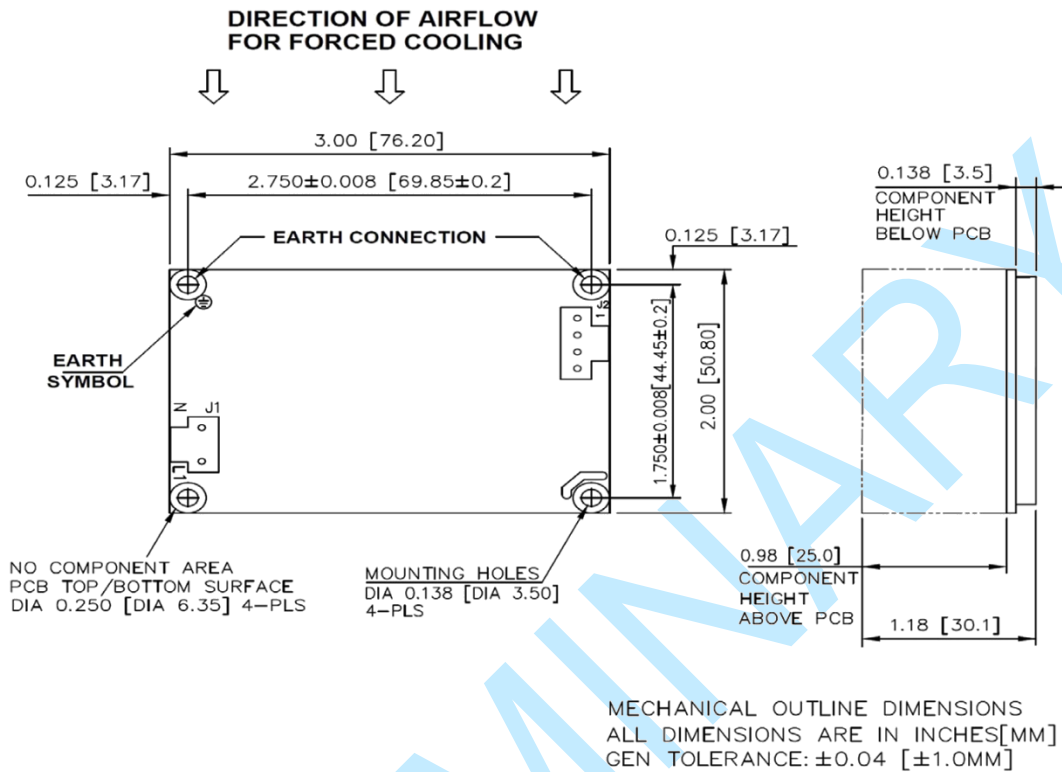 DIRECTION OF AIRFLOW
FOR FORCED COOLING
3.00 [76.20]
0.125 [3.17]
2.750±0.008 [69.85±0.2]
0.138 [3.5]
COMPONENT
HEIGHT
BELOW PCB
EARTH CONNECTION
0.125 [3.17]
J2
1
EARTH
SYMBOL
1.750±0.008[44.45±0.2]
2.00 [50.80]
N
J1
L1
NO COMPONENT AREA
PCB TOP/BOTTOM SURFACE
DIA 0.250 [DIA 6.35] 4-PLS
MOUNTING HOLES
DIA 0.138 [DIA 3.50]
4-PLS
0.98 [25.0]
COMPONENT
HEIGHT
ABOVE PCB
1.18 [30.1]
MECHANICAL OUTLINE DIMENSIONS
ALL DIMENSIONS ARE IN INCHES[MM]
GEN TOLERANCE: ±0.04 [±1.0MM]
MINARY